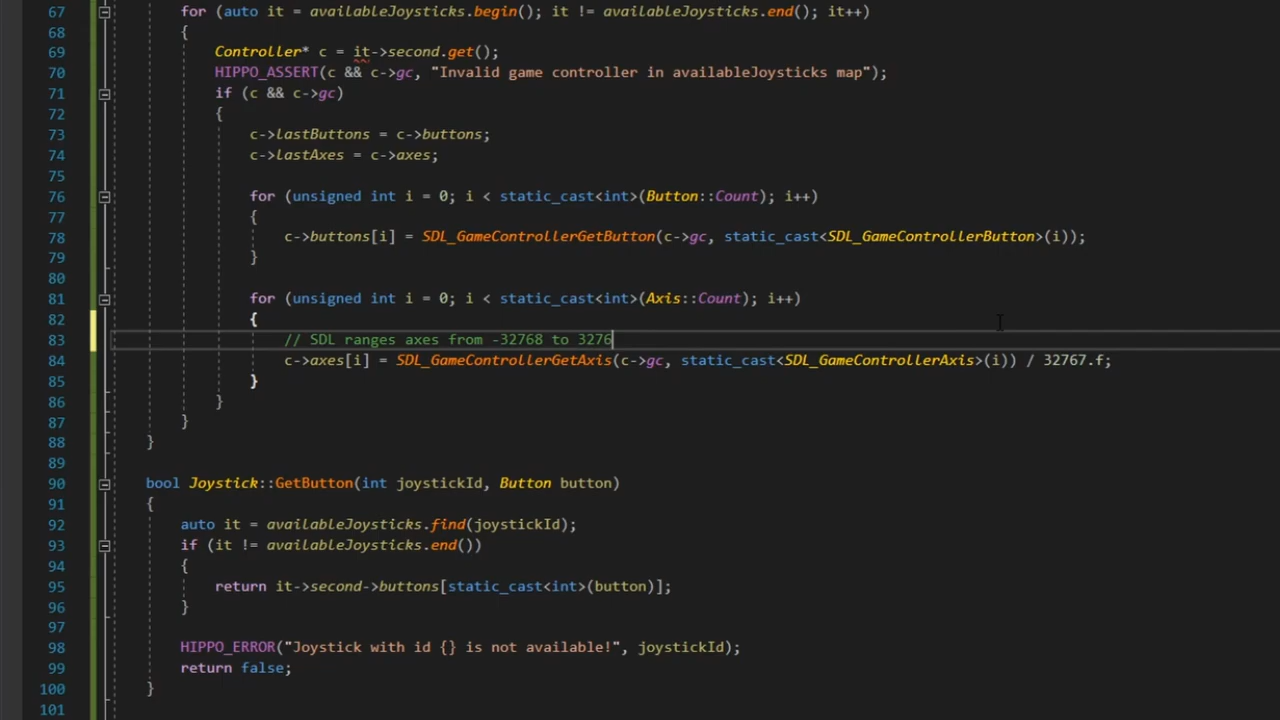 67 for (auto it = availableJoysticks.begin(); it != availableJoysticks.end(); it++)
68 {
69 Controller* c = it->second.get();
70 HIPPO_ASSERT(c && c->gc, "Invalid game controller in availableJoysticks map");
71 if (c && c->gc)
72 {
73 c->lastButtons = c->buttons;
74 c->lastAxes = c->axes;
75
76 for (unsigned int i = 0; i < static_cast<int>(Button::Count); i++)
77 {
78 c->buttons[i] = SDL_GameControllerGetButton(c->gc, static_cast<SDL_GameControllerButton>(i));
79 }
80
81 for (unsigned int i = 0; i < static_cast<int>(Axis::Count); i++)
82 {
83 // SDL ranges axes from -32768 to 3276
84 c->axes[i] = SDL_GameControllerGetAxis(c->gc, static_cast<SDL_GameControllerAxis>(i)) / 32767.f;
85 }
86 }
87 }
88 }
89
90 bool Joystick::GetButton(int joystickId, Button button)
91 {
92 auto it = availableJoysticks.find(joystickId);
93 if (it != availableJoysticks.end())
94 {
95 return it->second->buttons[static_cast<int>(button)];
96 }
97
98 HIPPO_ERROR("Joystick with id {} is not available!", joystickId);
99 return false;
100 }
101